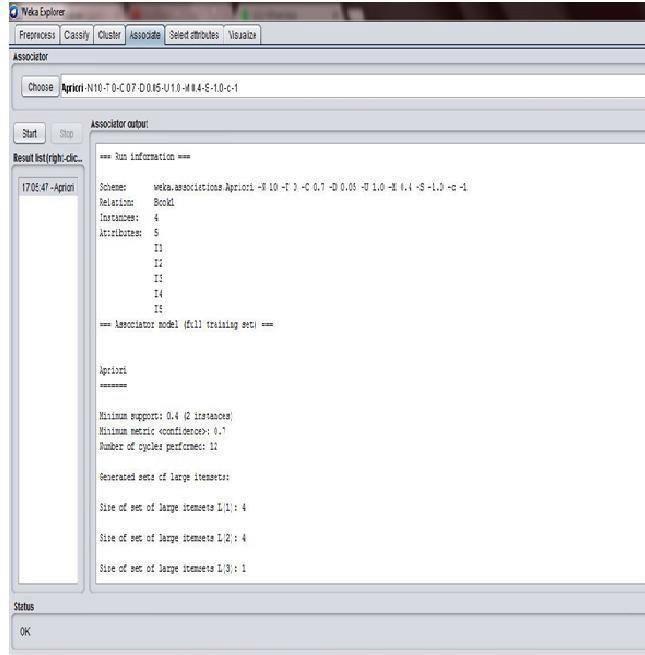 Weka Explorer
Preprocess Classify Cluster Associate Select attributes Visualize
Associator
Choose Apriori -N 10 -T 0 -C 0.7 -D 0.05 -U 1.0 -M 0.4 -S -1.0 -c -1
Start Stop
Associator output
Result list (right-clic...
17:05:47 - Apriori
=== Run information ===
Scheme: weka.associations.Apriori -N 10 -T 0 -C 0.7 -D 0.05 -U 1.0 -M 0.4 -S -1.0 -c -1
Relation: Book1
Instances: 4
Attributes: 5
I1
I2
I3
I4
I5
=== Associator model (full training set) ===
Apriori
=======
Minimum support: 0.4 (2 instances)
Minimum metric <confidence>: 0.7
Number of cycles performed: 12
Generated sets of large itemsets:
Size of set of large itemsets L(1): 4
Size of set of large itemsets L(2): 4
Size of set of large itemsets L(3): 1
Status
OK